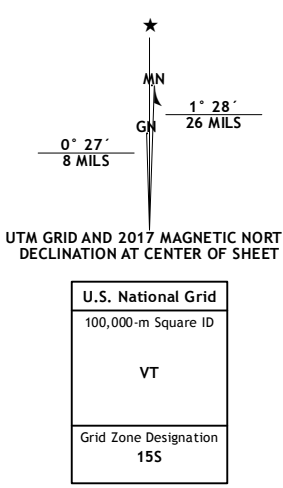 ★
MN
1° 28´
26 MILS
GN
0° 27´
8 MILS
UTM GRID AND 2017 MAGNETIC NORT
DECLINATION AT CENTER OF SHEET
U.S. National Grid
100,000-m Square ID
VT
Grid Zone Designation
15S